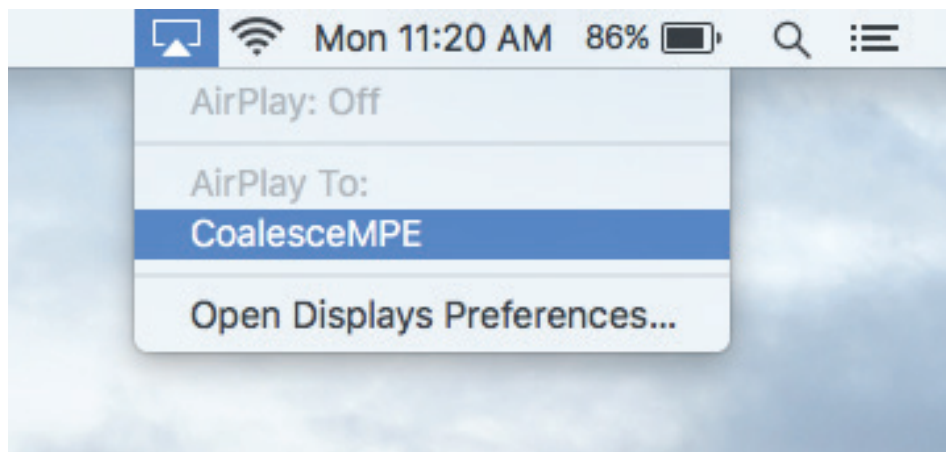 Mon 11:20 AM 86%
AirPlay: Off
AirPlay To:
CoalesceMPE
Open Displays Preferences...